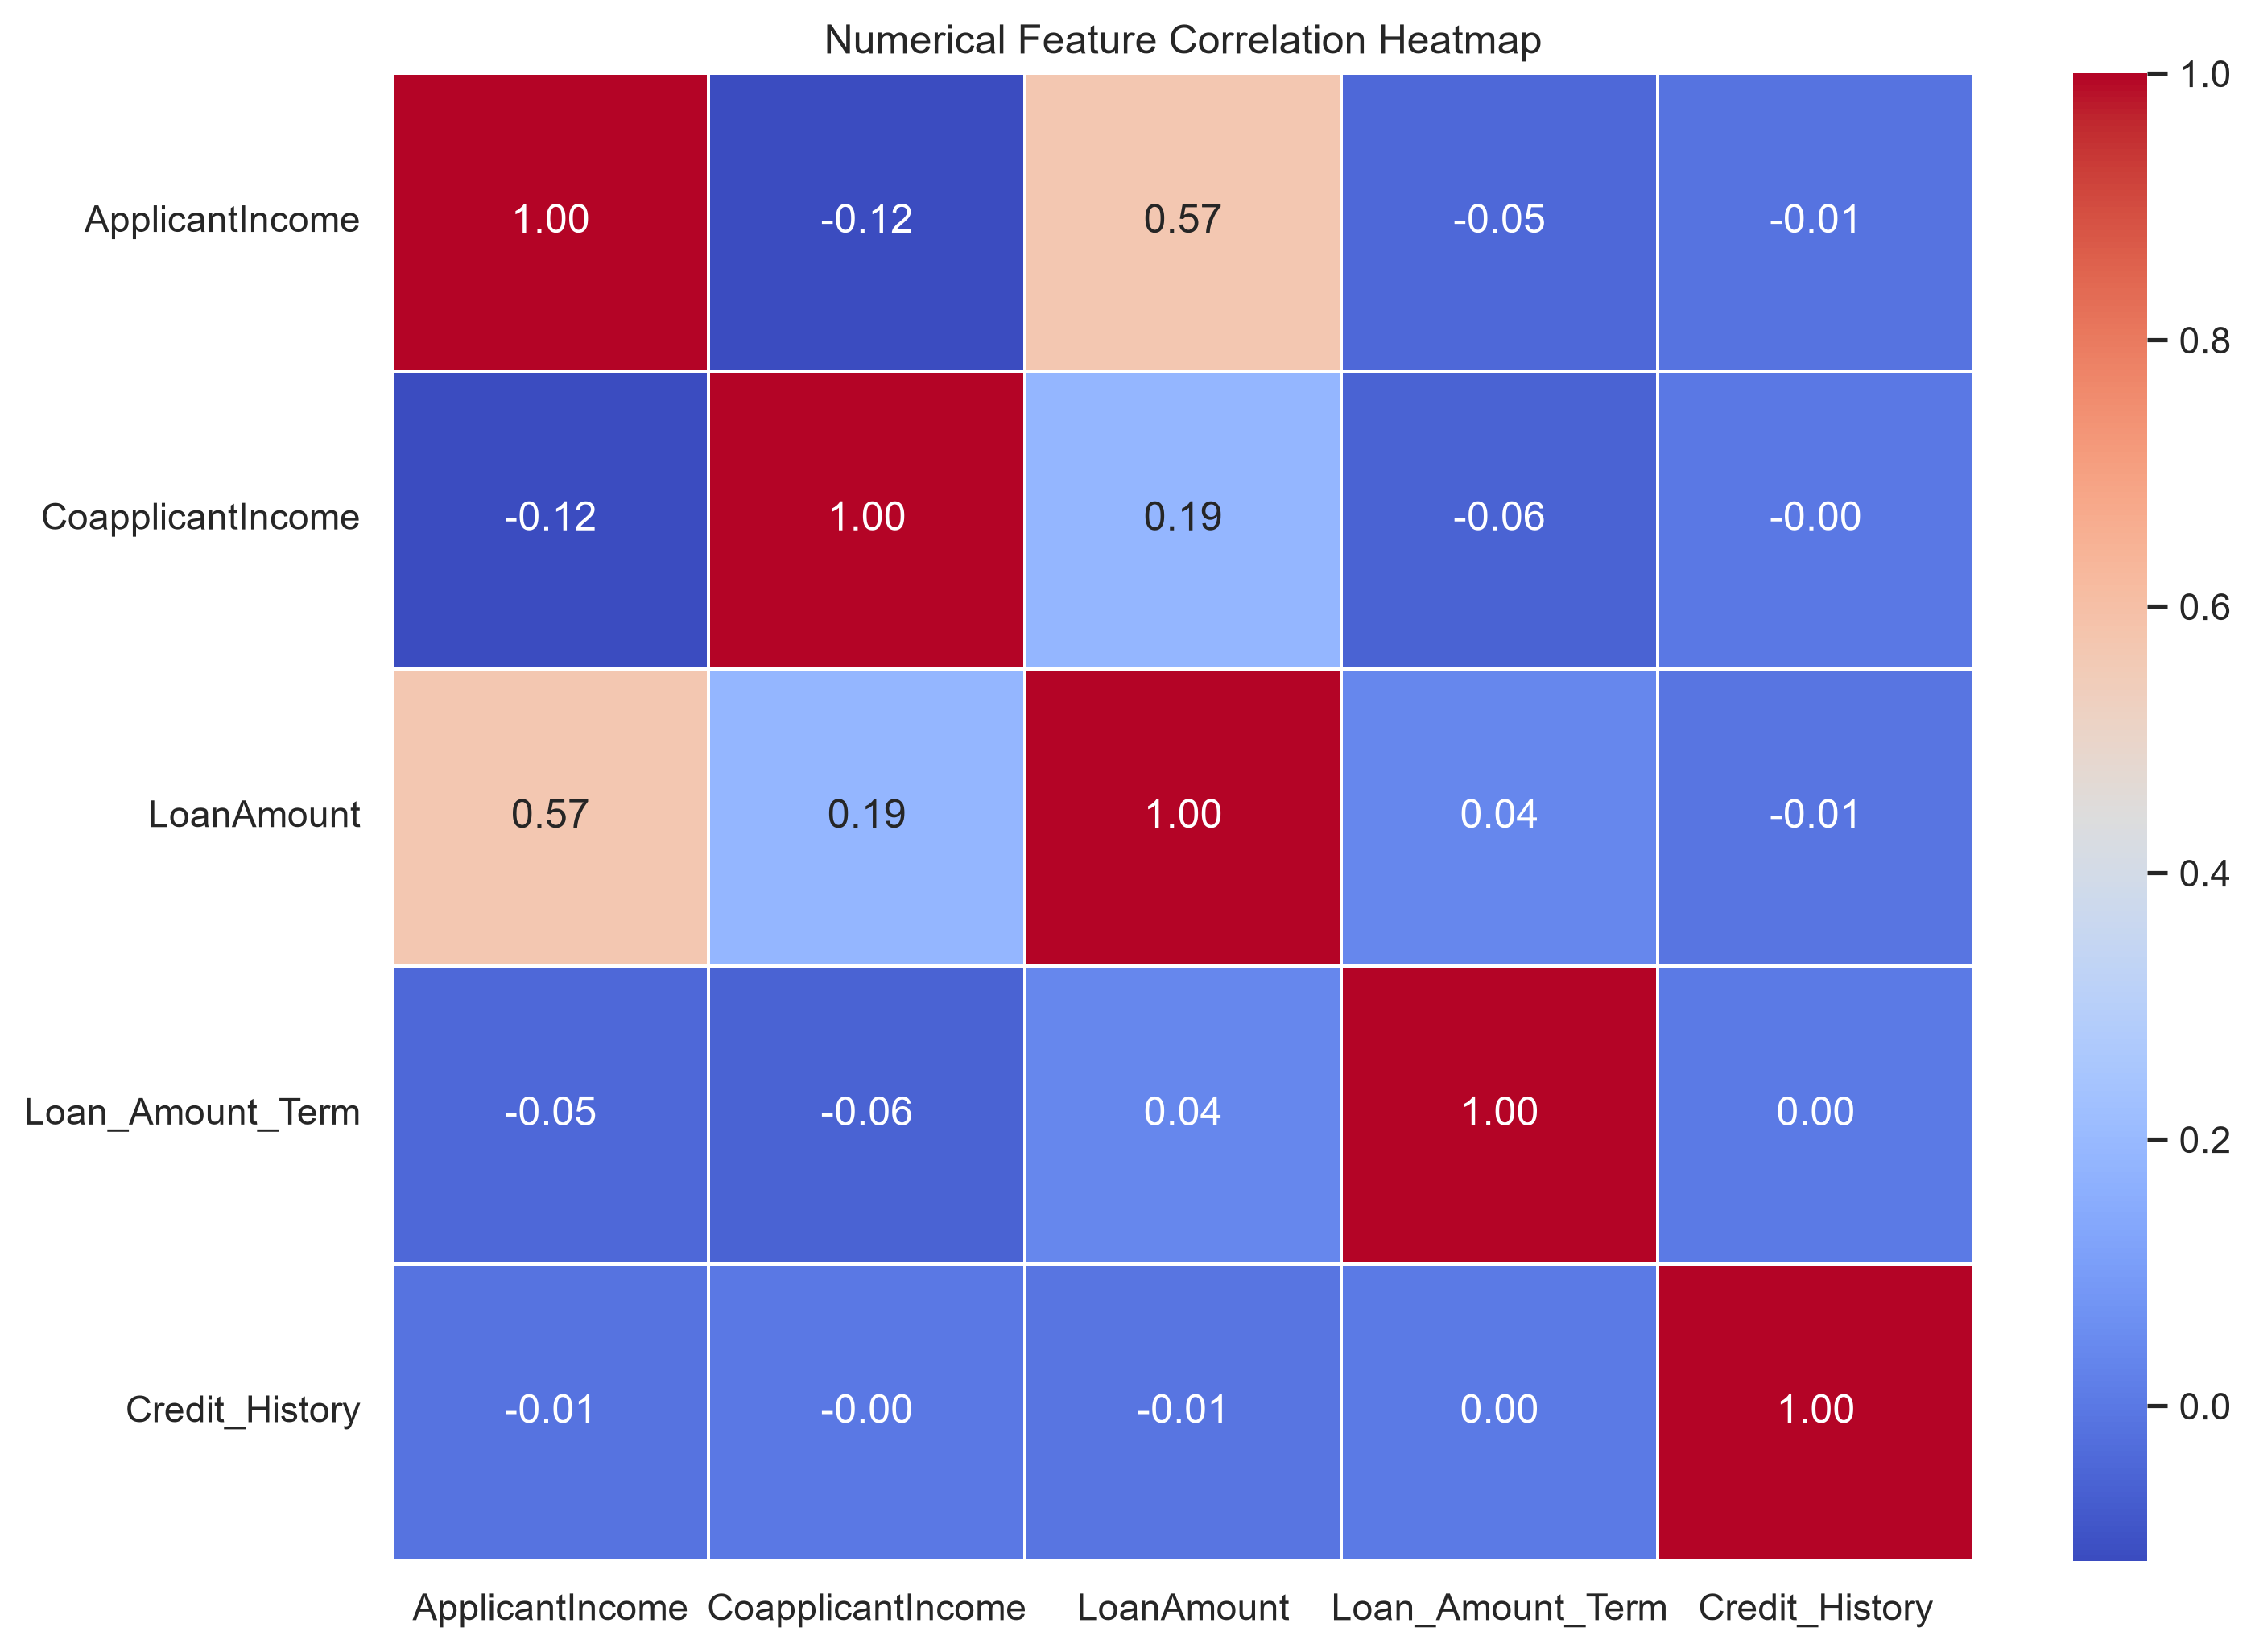 Numerical Feature Correlation Heatmap
ApplicantIncome 1.00 -0.12 0.57 -0.05 -0.01
CoapplicantIncome -0.12 1.00 0.19 -0.06 -0.00
LoanAmount 0.57 0.19 1.00 0.04 -0.01
Loan_Amount_Term -0.05 -0.06 0.04 1.00 0.00
Credit_History -0.01 -0.00 -0.01 0.00 1.00
ApplicantIncome CoapplicantIncome LoanAmount Loan_Amount_Term Credit_History
1.0
0.8
0.6
0.4
0.2
0.0